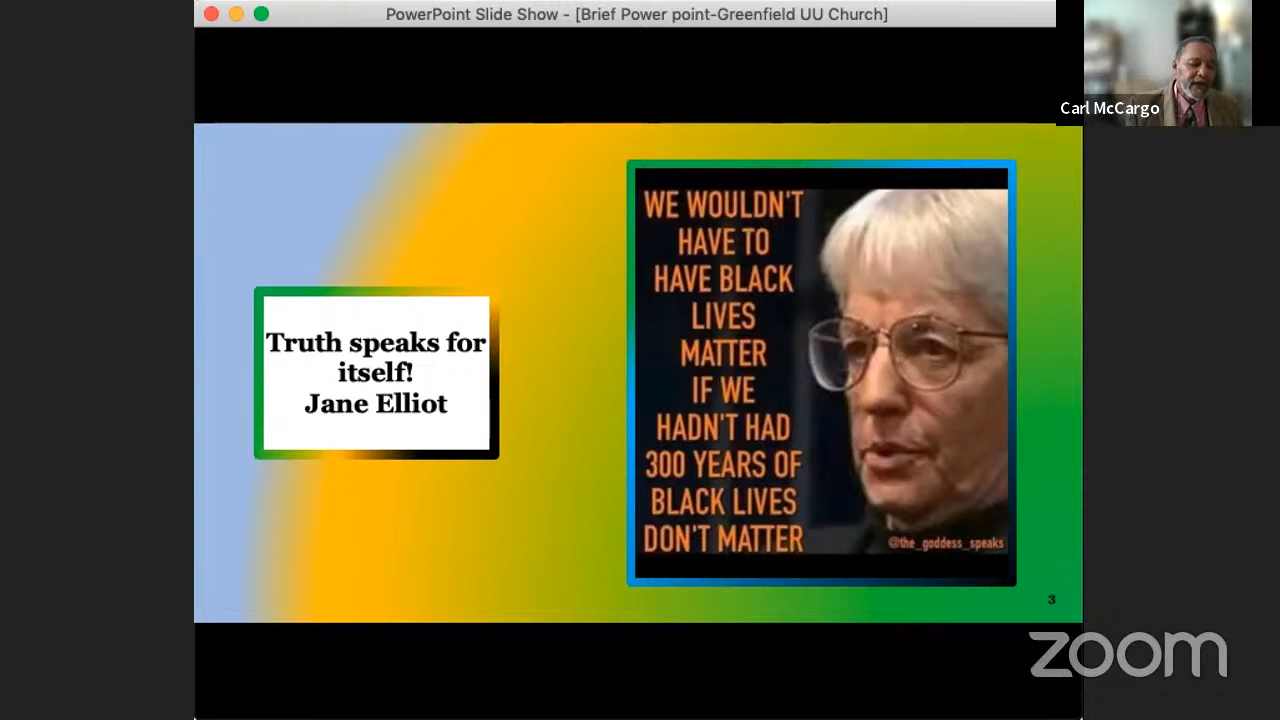 PowerPoint Slide Show - [Brief Power point-Greenfield UU Church]
Carl McCargo
Truth speaks for
itself!
Jane Elliot
WE WOULDN'T
HAVE TO
HAVE BLACK
LIVES
MATTER
IF WE
HADN'T HAD
300 YEARS OF
BLACK LIVES
DON'T MATTER
@the_goddess_speaks
3
zoom